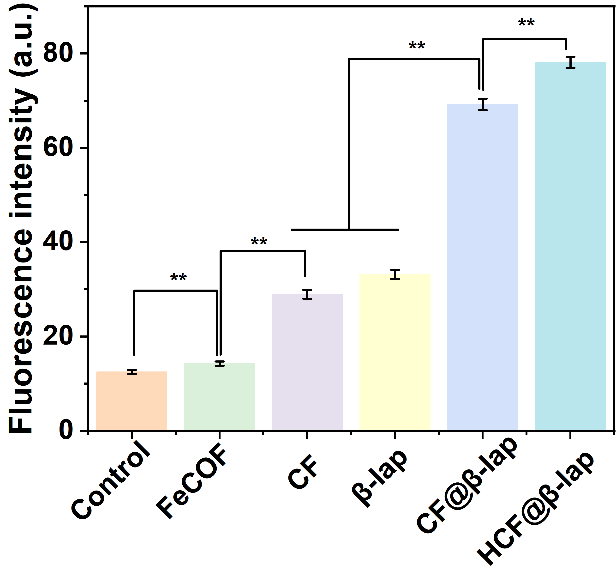 Fluorescence intensity (a.u.)
80
60
40
20
0
**
**
**
**
Control
FeCOF
CF
β-lap
CF@β-lap
HCF@β-lap